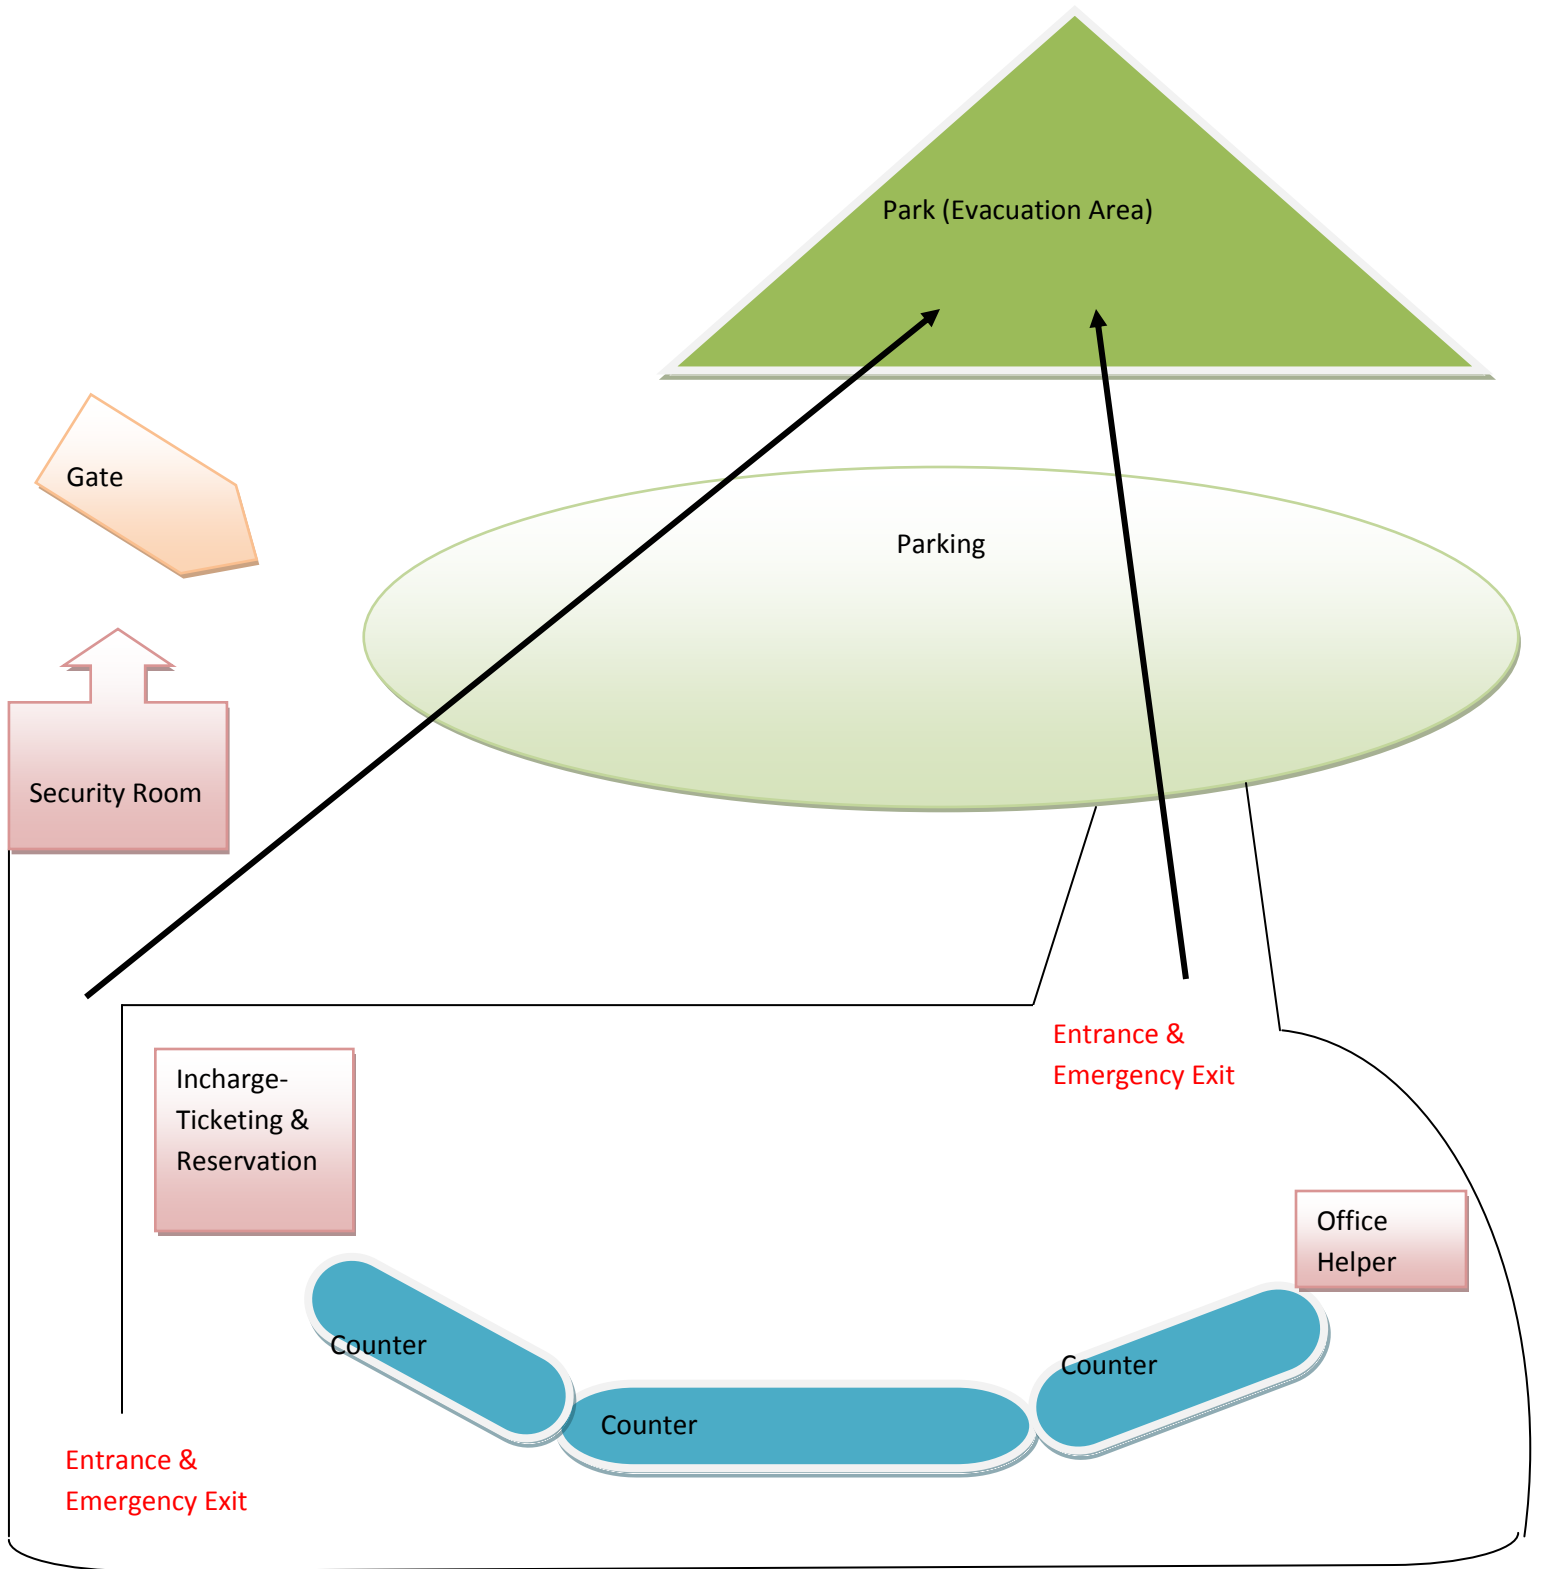 Park (Evacuation Area)
Gate
Parking
Security Room
Entrance &
Emergency Exit
Incharge-
Ticketing &
Reservation
Office
Helper
Counter
Counter
Counter
Entrance &
Emergency Exit